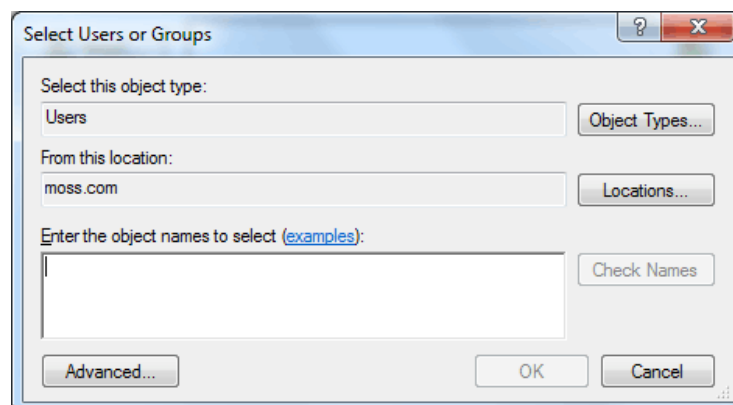 Select Users or Groups
Select this object type:
Users
Object Types...
From this location:
moss.com
Locations...
Enter the object names to select (examples):
Check Names
Advanced...
OK
Cancel